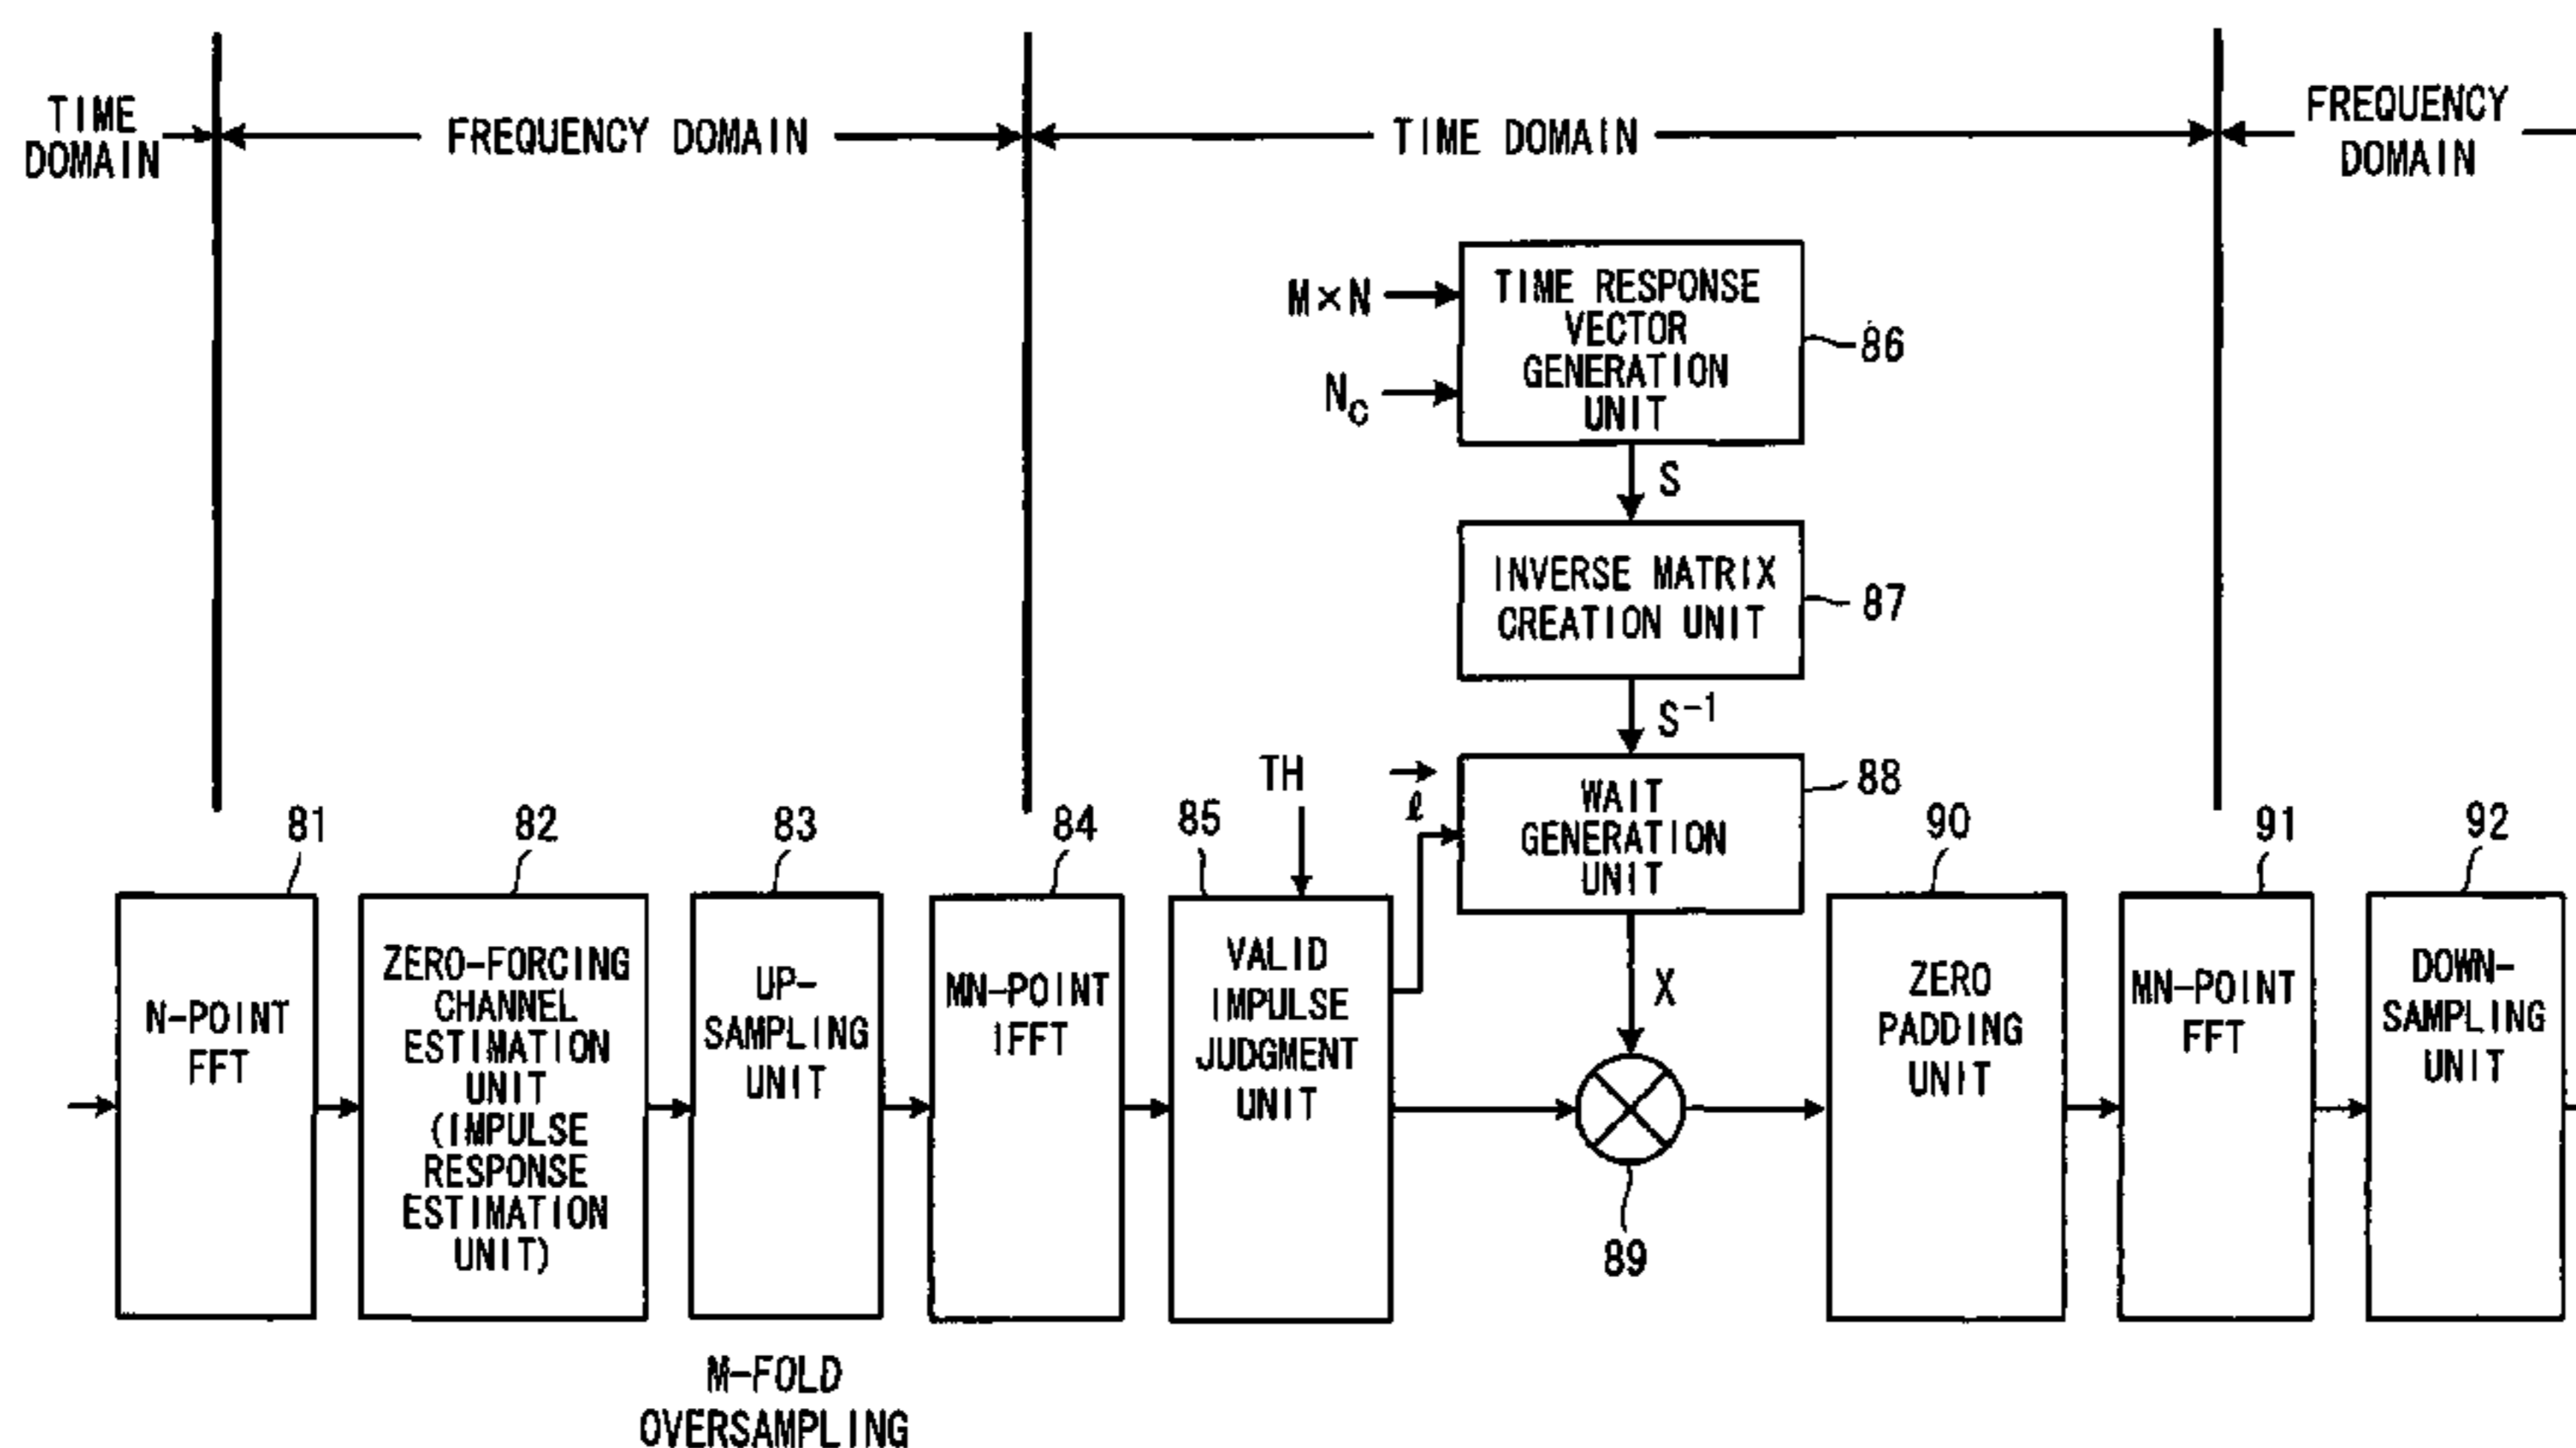 TIME
DOMAIN
FREQUENCY DOMAIN
TIME DOMAIN
FREQUENCY
DOMAIN
M×N
N_C
TIME RESPONSE
VECTOR
GENERATION
UNIT
86
S
INVERSE MATRIX
CREATION UNIT
87
S⁻¹
TH
ℓ
WAIT
GENERATION
UNIT
88
X
81
N-POINT
FFT
82
ZERO-FORCING
CHANNEL
ESTIMATION
UNIT
(IMPULSE
RESPONSE
ESTIMATION
UNIT)
83
UP-
SAMPLING
UNIT
84
MN-POINT
IFFT
85
VALID
IMPULSE
JUDGMENT
UNIT
89
90
ZERO
PADDING
UNIT
91
MN-POINT
FFT
92
DOWN-
SAMPLING
UNIT
M-FOLD
OVERSAMPLING